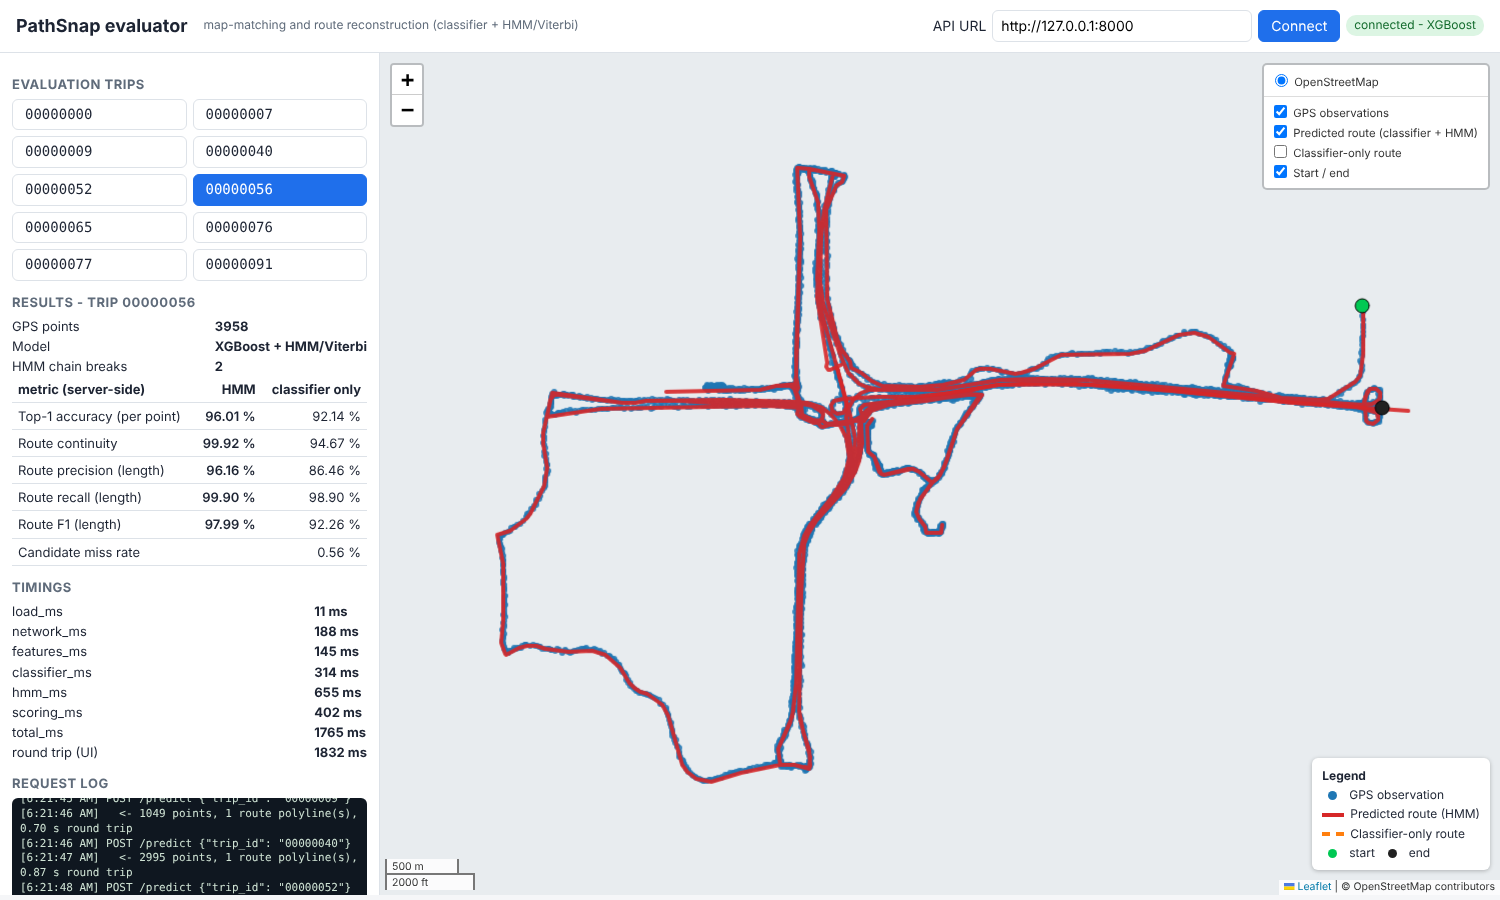 PathSnap evaluator
map-matching and route reconstruction (classifier + HMM/Viterbi)
API URL
http://127.0.0.1:8000
Connect
connected - XGBoost
EVALUATION TRIPS
00000000
00000007
00000009
00000040
00000052
00000056
00000065
00000076
00000077
00000091
RESULTS - TRIP 00000056
GPS points 3958
Model XGBoost + HMM/Viterbi
HMM chain breaks 2
metric (server-side) HMM classifier only
Top-1 accuracy (per point) 96.01 % 92.14 %
Route continuity 99.92 % 94.67 %
Route precision (length) 96.16 % 86.46 %
Route recall (length) 99.90 % 98.90 %
Route F1 (length) 97.99 % 92.26 %
Candidate miss rate 0.56 %
TIMINGS
load_ms 11 ms
network_ms 188 ms
features_ms 145 ms
classifier_ms 314 ms
hmm_ms 655 ms
scoring_ms 402 ms
total_ms 1765 ms
round trip (UI) 1832 ms
REQUEST LOG
[6:21:45 AM] POST /predict {"trip_id": "00000009"}
[6:21:46 AM] <- 1049 points, 1 route polyline(s),
0.70 s round trip
[6:21:46 AM] POST /predict {"trip_id": "00000040"}
[6:21:47 AM] <- 2995 points, 1 route polyline(s),
0.87 s round trip
[6:21:48 AM] POST /predict {"trip_id": "00000052"}
+
−
OpenStreetMap
GPS observations
Predicted route (classifier + HMM)
Classifier-only route
Start / end
500 m
2000 ft
Legend
GPS observation
Predicted route (HMM)
Classifier-only route
start end
Leaflet | © OpenStreetMap contributors